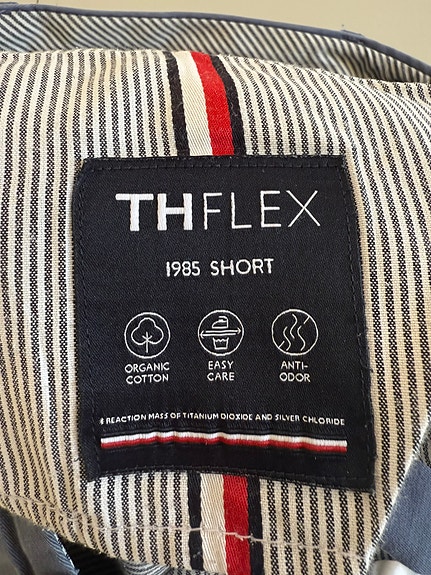 THFLEX
1985 SHORT
ORGANIC
COTTON
EASY
CARE
ANTI-
ODOR
REACTION MASS OF TITANIUM DIOXIDE AND SILVER CHLORIDE